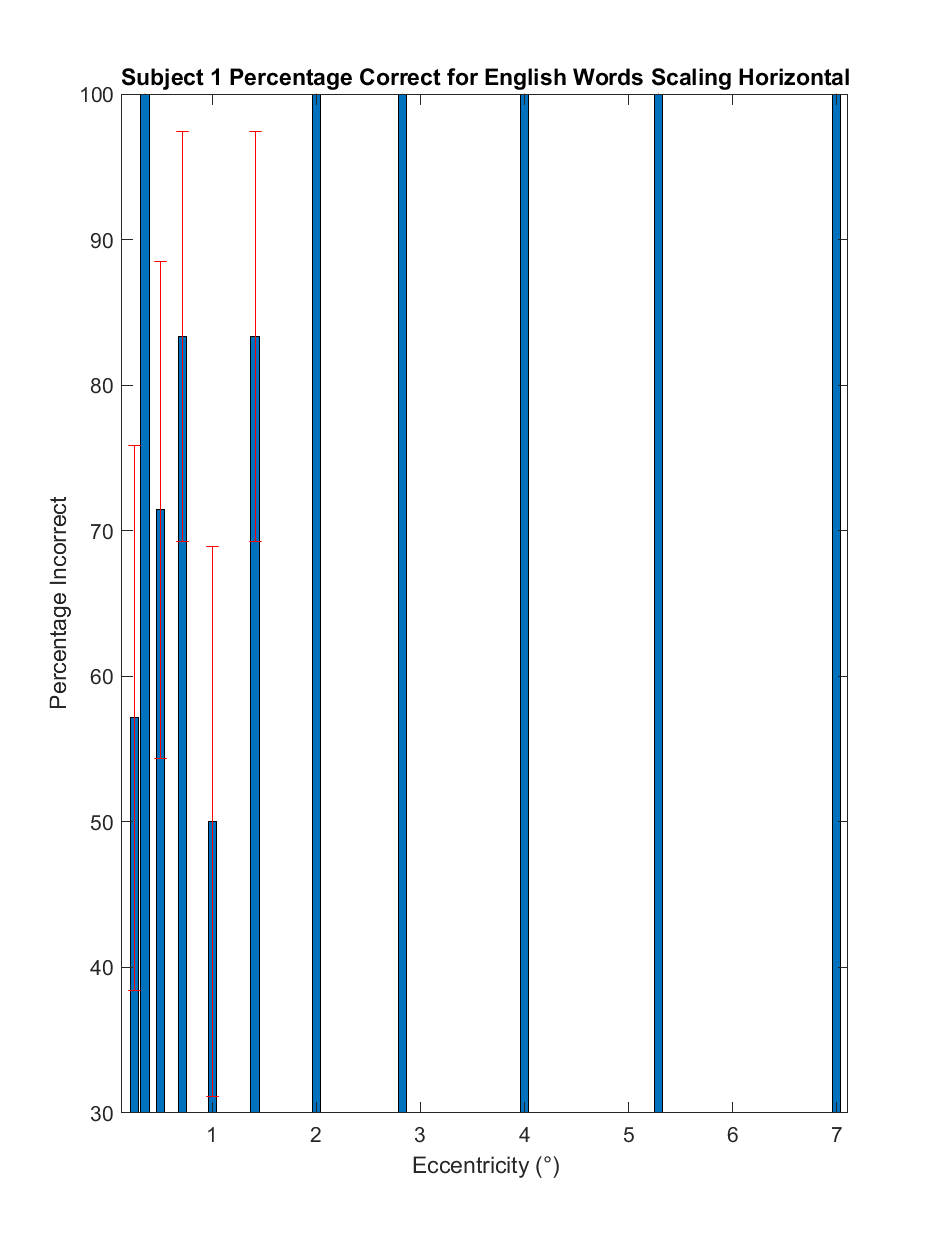 Subject 1 Percentage Correct for English Words Scaling Horizontal
100
90
80
70
60
50
40
30
Percentage Incorrect
1 2 3 4 5 6 7
Eccentricity (°)